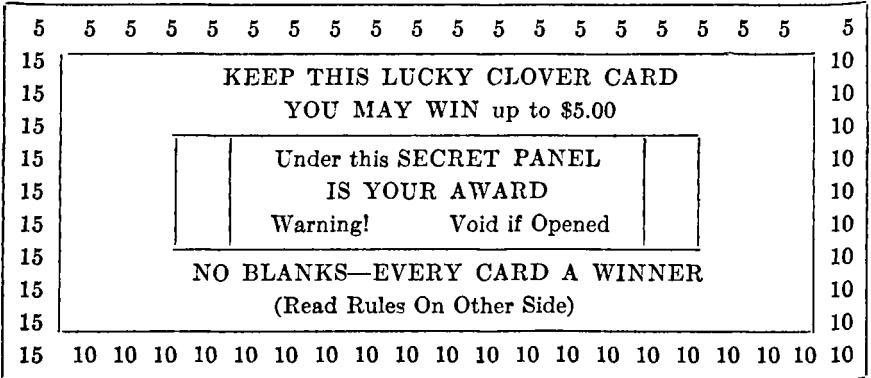 5 5 5 5 5 5 5 5 5 5 5 5 5 5 5 5 5 5 5 5
15 10
KEEP THIS LUCKY CLOVER CARD
15 10
YOU MAY WIN up to $5.00
15 10
15 Under this SECRET PANEL 10
15 IS YOUR AWARD 10
15 Warning! Void if Opened 10
15 10
NO BLANKS—EVERY CARD A WINNER
15 10
(Read Rules On Other Side)
15 10
15 10 10 10 10 10 10 10 10 10 10 10 10 10 10 10 10 10 10 10 10 10 10